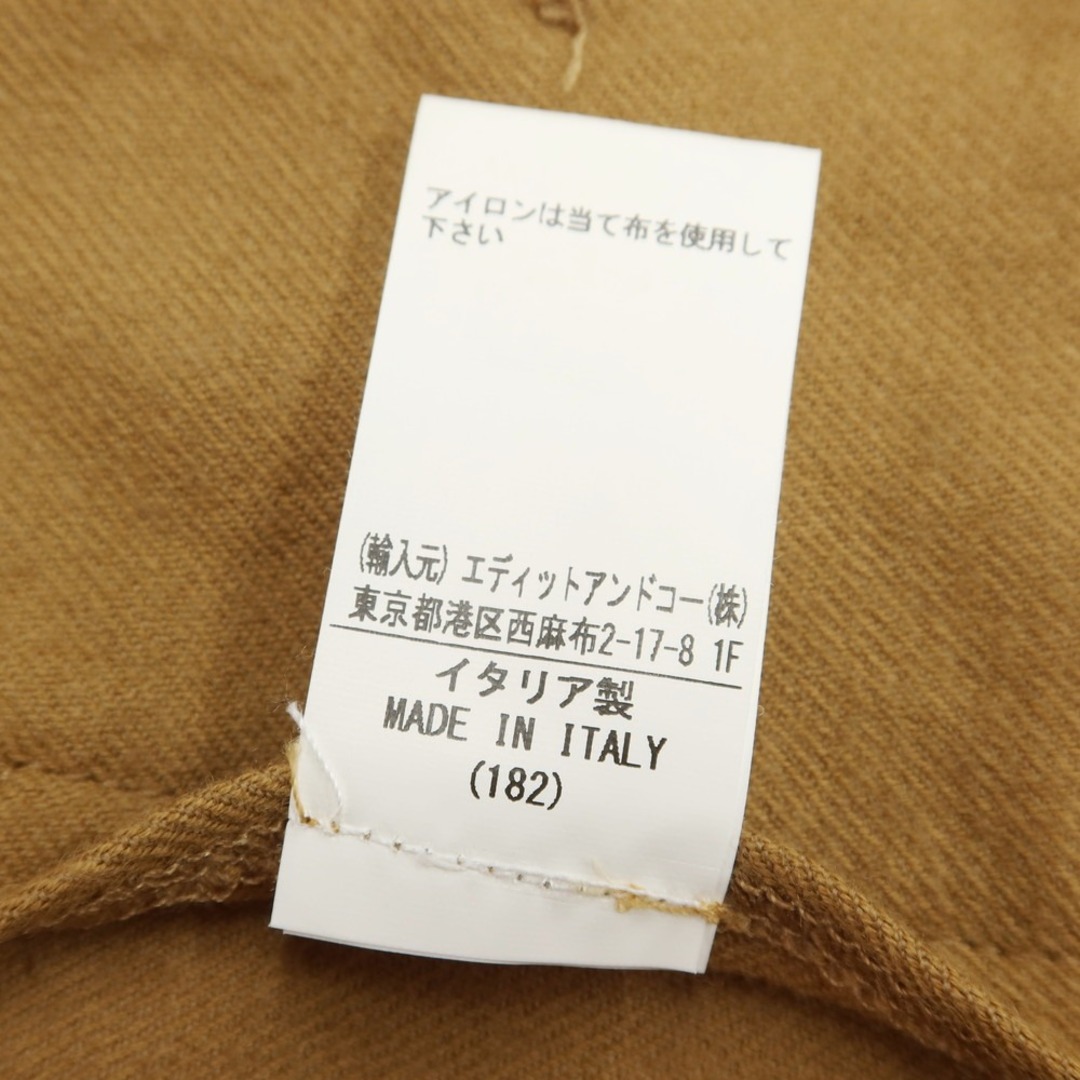 アイロンは当て布を使用して
下さい
(輸入元) エディットアンドコー(株)
東京都港区西麻布2-17-8 1F
イタリア製
MADE IN ITALY
(182)